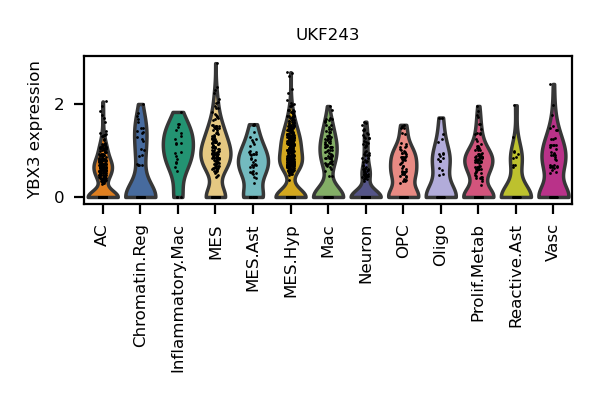 UKF243
YBX3 expression
2
0
AC
Chromatin.Reg
Inflammatory.Mac
MES
MES.Ast
MES.Hyp
Mac
Neuron
OPC
Oligo
Prolif.Metab
Reactive.Ast
Vasc